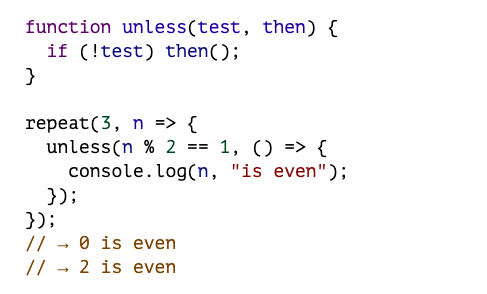 function unless(test, then) {
  if (!test) then();
}

repeat(3, n => {
  unless(n % 2 == 1, () => {
    console.log(n, "is even");
  });
});
// → 0 is even
// → 2 is even